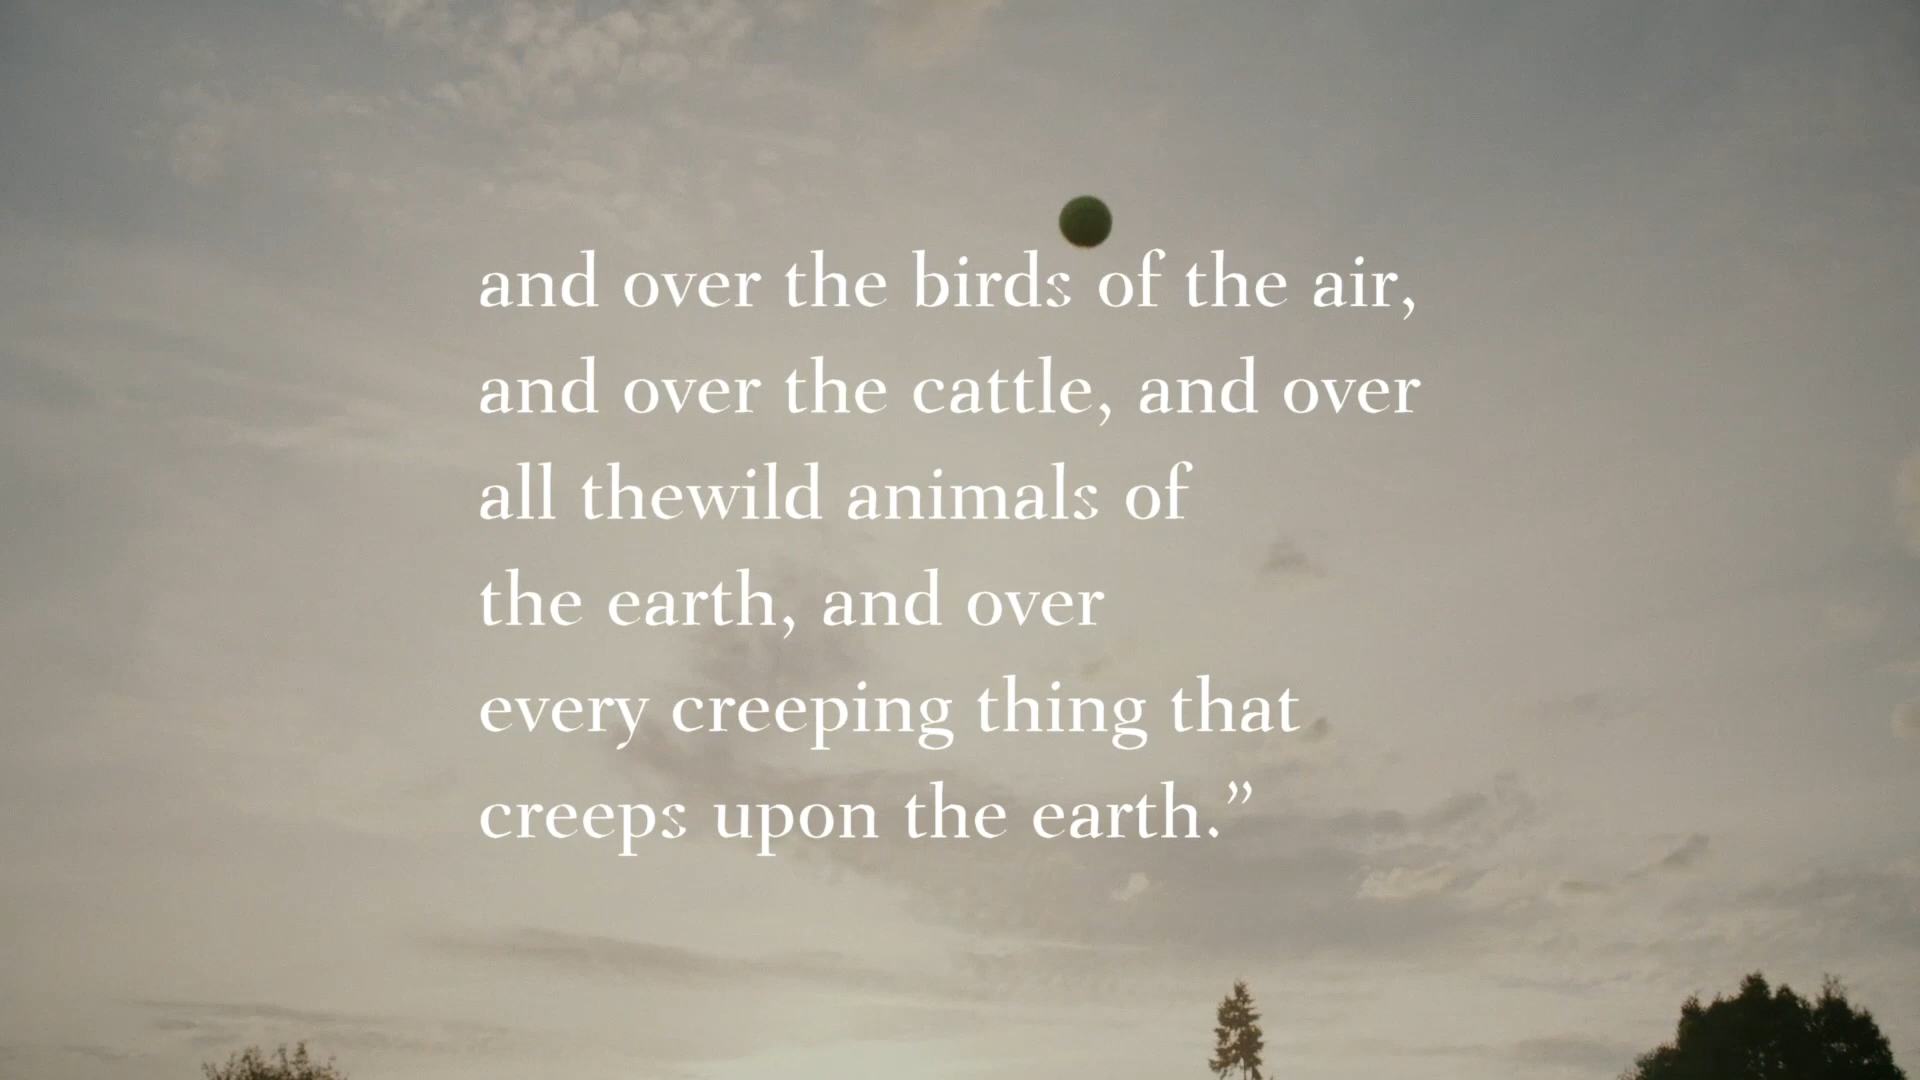 and over the birds of the air,
and over the cattle, and over
all thewild animals of
the earth, and over
every creeping thing that
creeps upon the earth.”